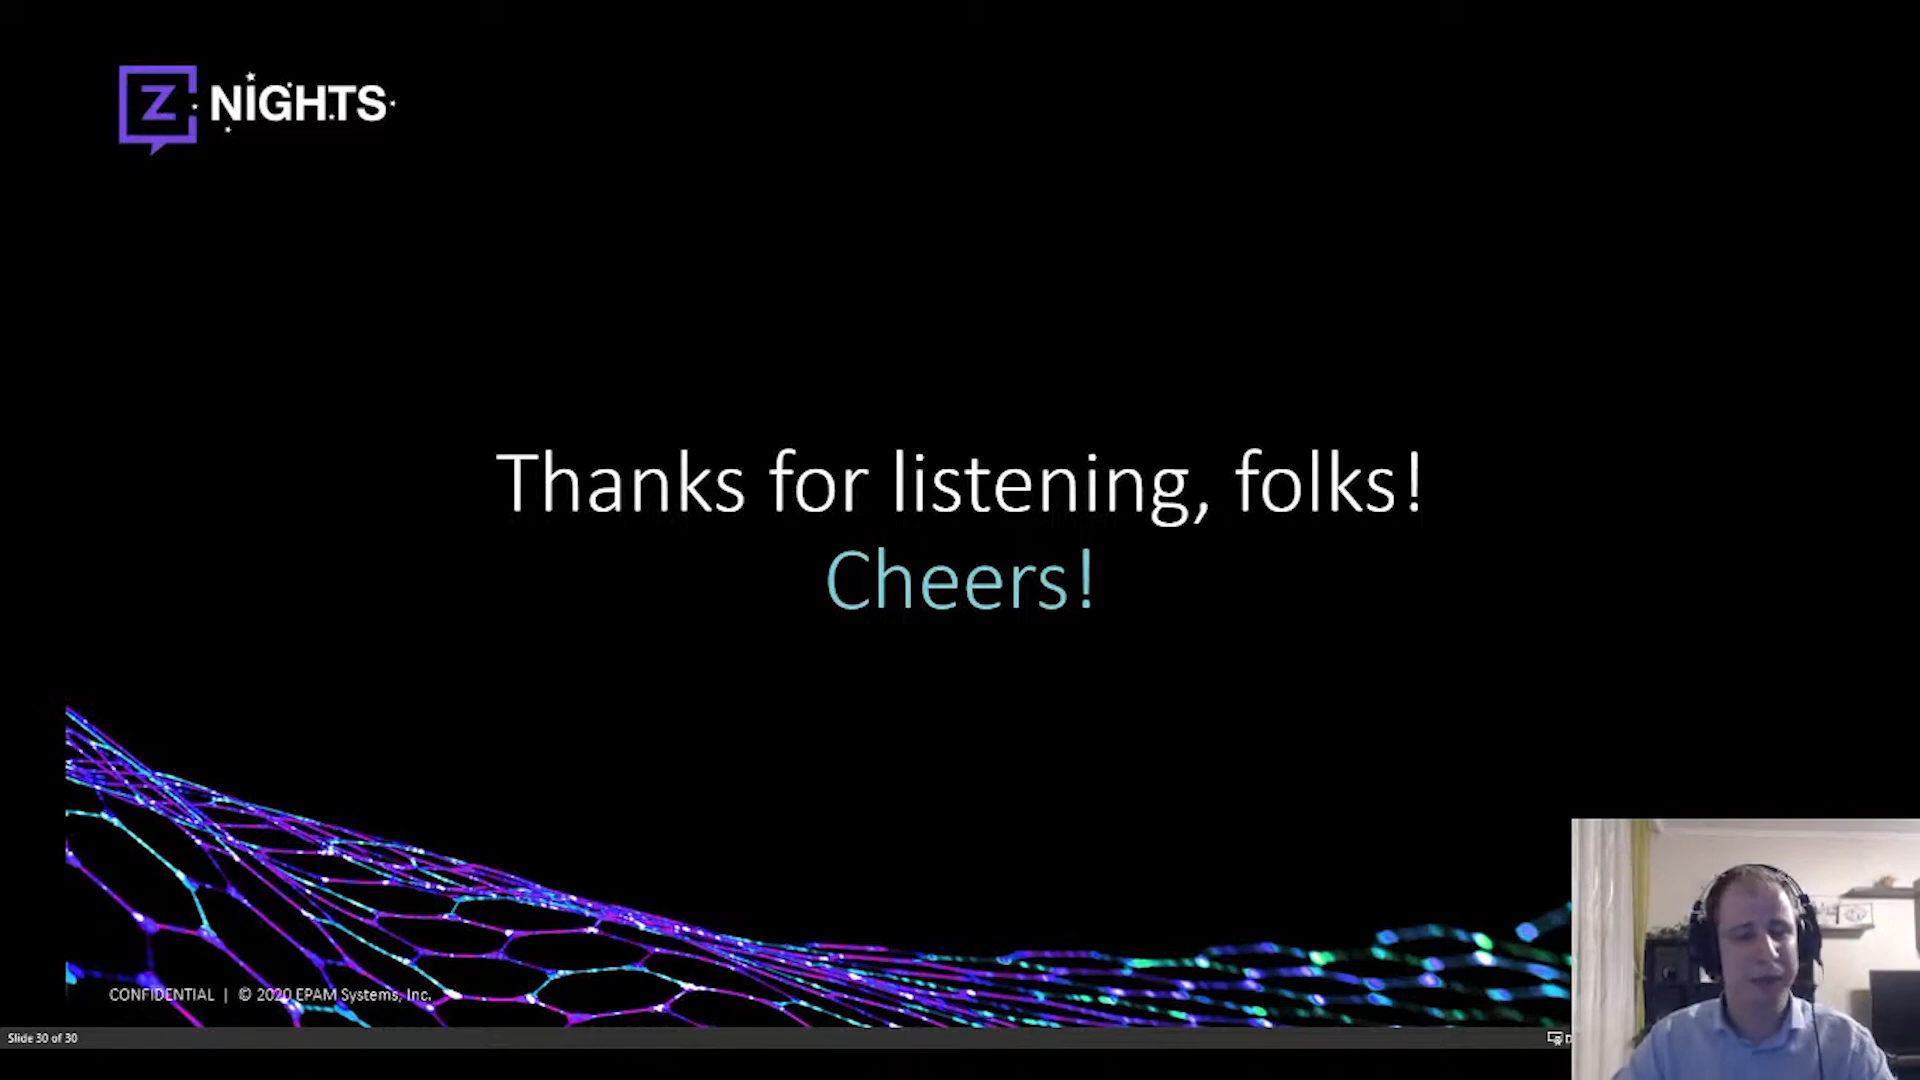 Z NIGHTS
Thanks for listening, folks!
Cheers!
CONFIDENTIAL | © 2020 EPAM Systems, Inc.
Slide 30 of 30